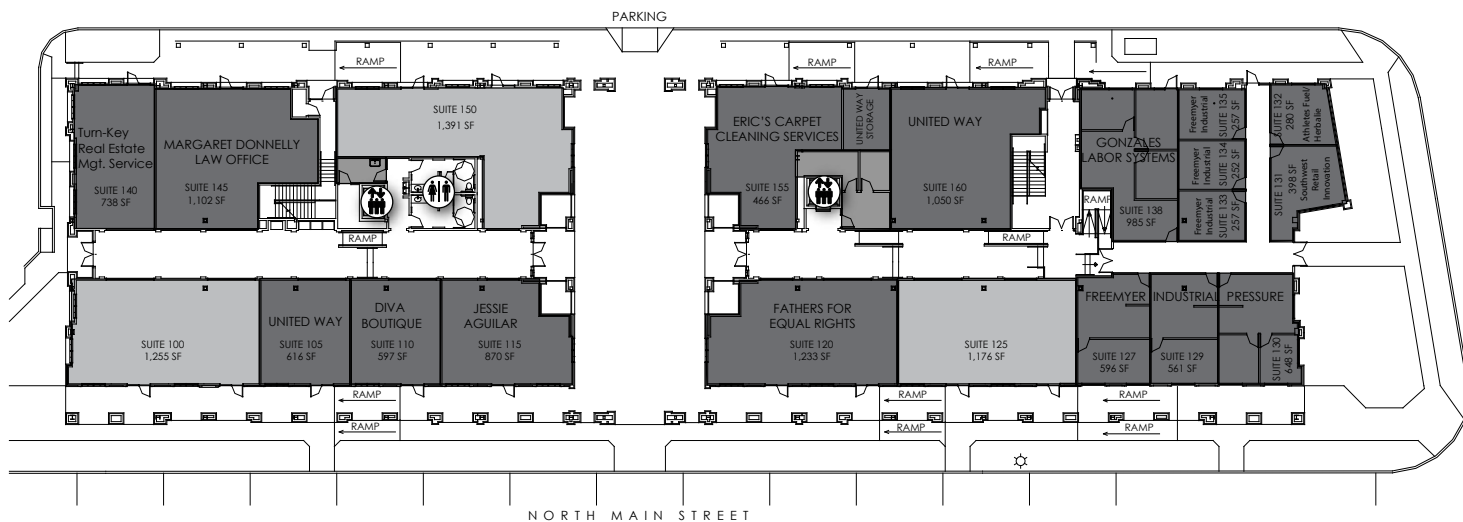 PARKING
RAMP
RAMP
RAMP
Turn-Key
Real Estate
Mgt. Service
SUITE 140
738 SF
MARGARET DONNELLY
LAW OFFICE
SUITE 145
1,102 SF
SUITE 150
1,391 SF
ERIC'S CARPET
CLEANING SERVICES
SUITE 155
466 SF
UNITED WAY
STORAGE
UNITED WAY
SUITE 160
1,050 SF
GONZALES
LABOR SYSTEMS
SUITE 138
985 SF
RAMP
Freemyer
Industrial
SUITE 135
257 SF
Freemyer
Industrial
SUITE 134
252 SF
Freemyer
Industrial
SUITE 133
257 SF
SUITE 132
280 SF
Athletes Fuel/
Herbalie
SUITE 131
398 SF
Southwest
Retail
Innovation
RAMP
RAMP
SUITE 100
1,255 SF
UNITED WAY
SUITE 105
616 SF
DIVA
BOUTIQUE
SUITE 110
597 SF
JESSIE
AGUILAR
SUITE 115
870 SF
FATHERS FOR
EQUAL RIGHTS
SUITE 120
1,233 SF
SUITE 125
1,176 SF
FREEMYER
INDUSTRIAL
PRESSURE
SUITE 127
596 SF
SUITE 129
561 SF
SUITE 130
648 SF
RAMP
RAMP
RAMP
RAMP
RAMP
RAMP
NORTH MAIN STREET